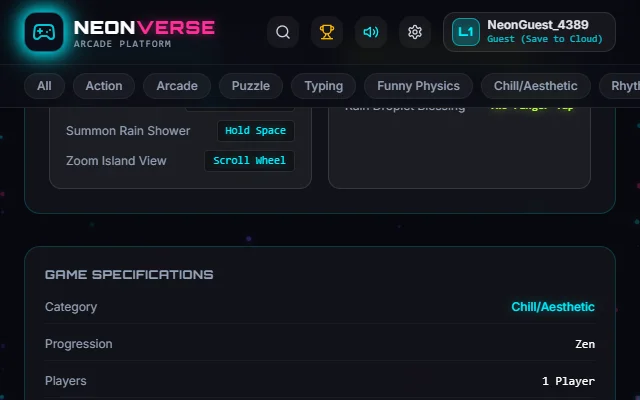 NEONVERSE
ARCADE PLATFORM
L1
NeonGuest_4389
Guest (Save to Cloud)
All
Action
Arcade
Puzzle
Typing
Funny Physics
Chill/Aesthetic
Summon Rain Shower
Hold Space
Zoom Island View
Scroll Wheel
GAME SPECIFICATIONS
Category
Chill/Aesthetic
Progression
Zen
Players
1 Player